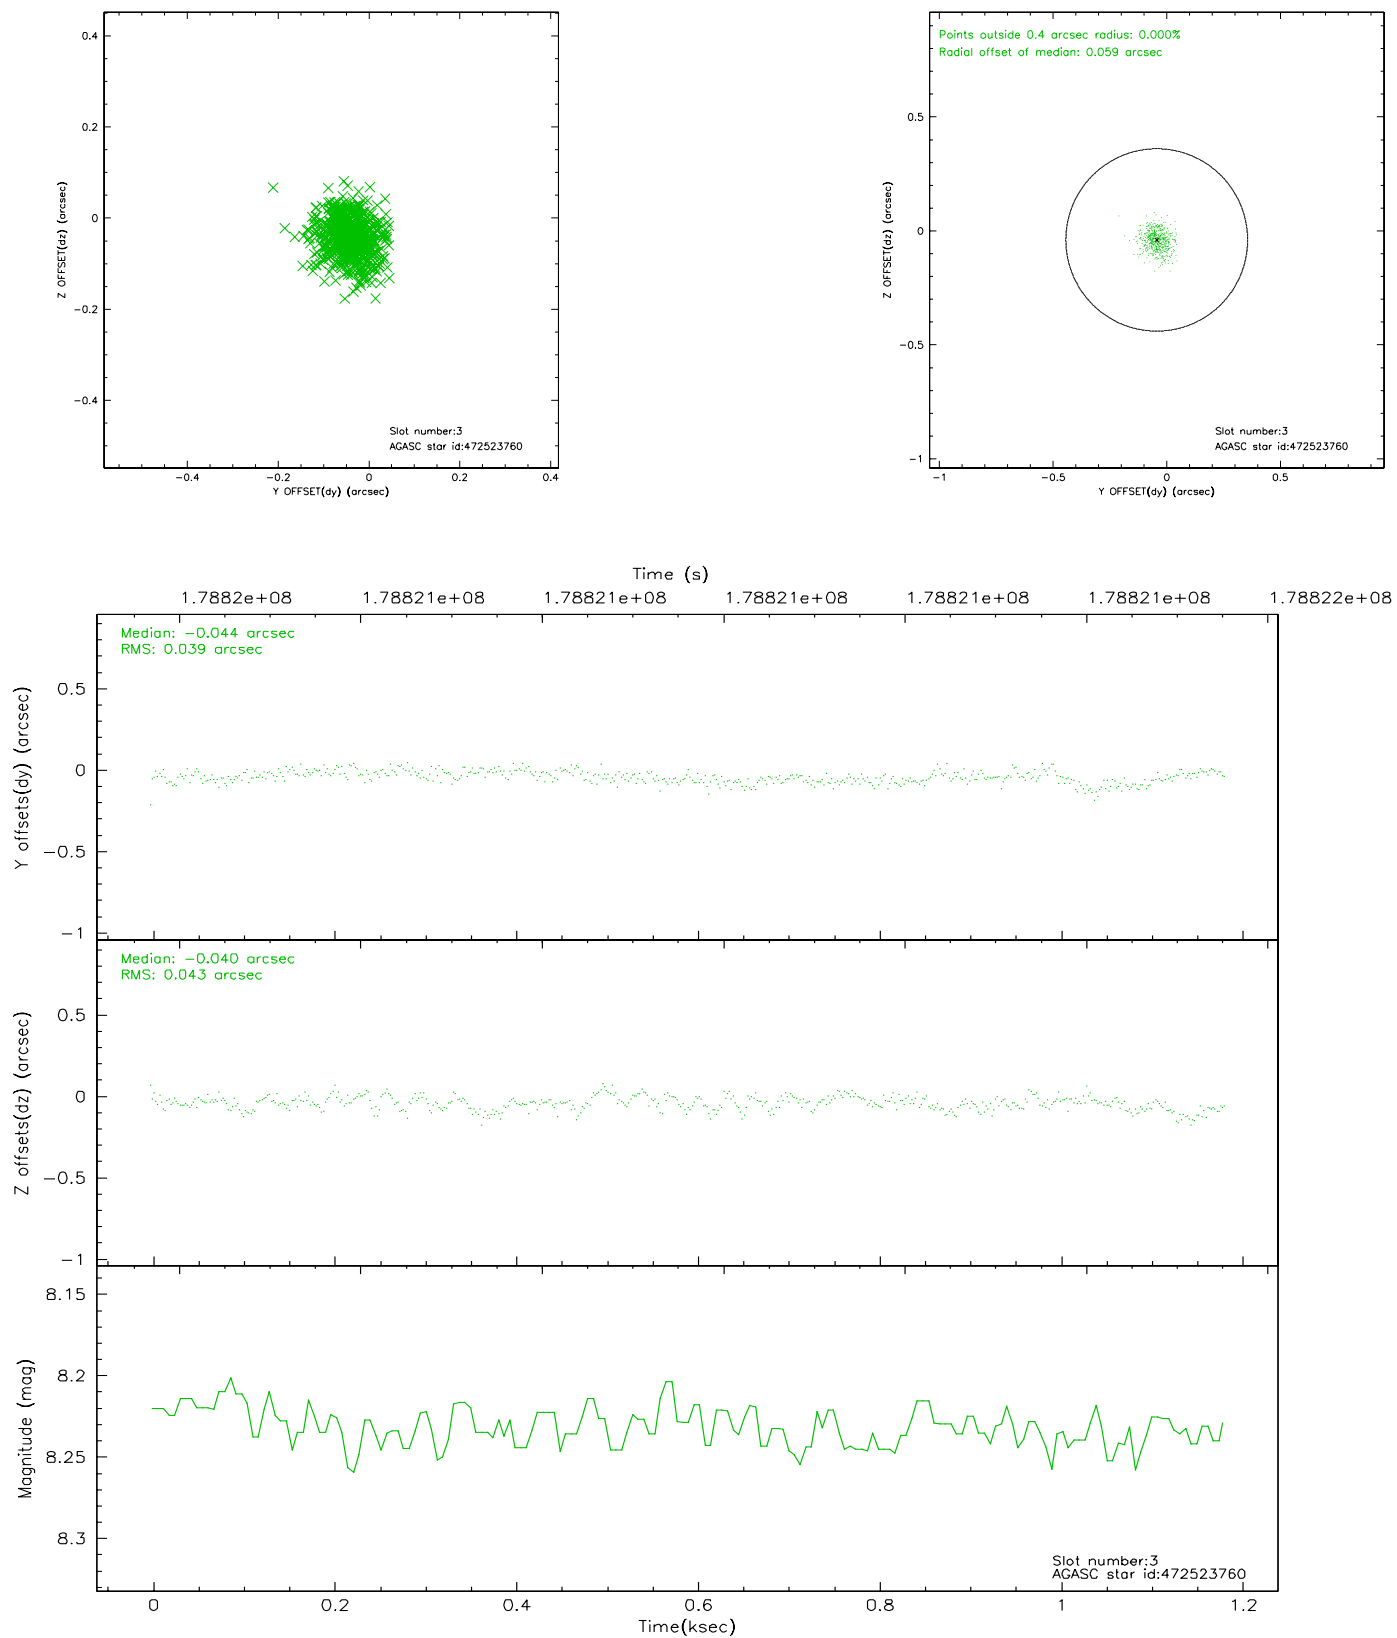 0.4
0.2
0
−0.2
−0.4
Z OFFSET(dz) (arcsec)
−0.4
−0.2
0
0.2
0.4
Y OFFSET(dy) (arcsec)
Slot number:3
AGASC star id:472523760
Points outside 0.4 arcsec radius: 0.000%
Radial offset of median: 0.059 arcsec
0.5
0
−0.5
−1
Z OFFSET(dz) (arcsec)
−1
−0.5
0
0.5
Y OFFSET(dy) (arcsec)
Slot number:3
AGASC star id:472523760
Time (s)
1.7882e+08
1.78821e+08
1.78821e+08
1.78821e+08
1.78821e+08
1.78821e+08
1.78822e+08
Median: −0.044 arcsec
RMS: 0.039 arcsec
0.5
0
−0.5
−1
Y offsets(dy) (arcsec)
Median: −0.040 arcsec
RMS: 0.043 arcsec
0.5
0
−0.5
−1
Z offsets(dz) (arcsec)
8.15
8.2
8.25
8.3
Magnitude (mag)
Slot number:3
AGASC star id:472523760
0
0.2
0.4
0.6
0.8
1
1.2
Time(ksec)